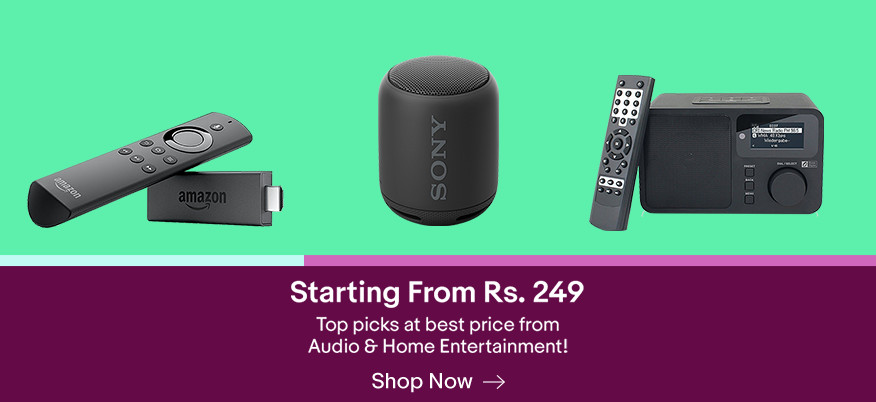 amazon
amazon
SONY
Starting From Rs. 249
Top picks at best price from
Audio & Home Entertainment!
Shop Now →